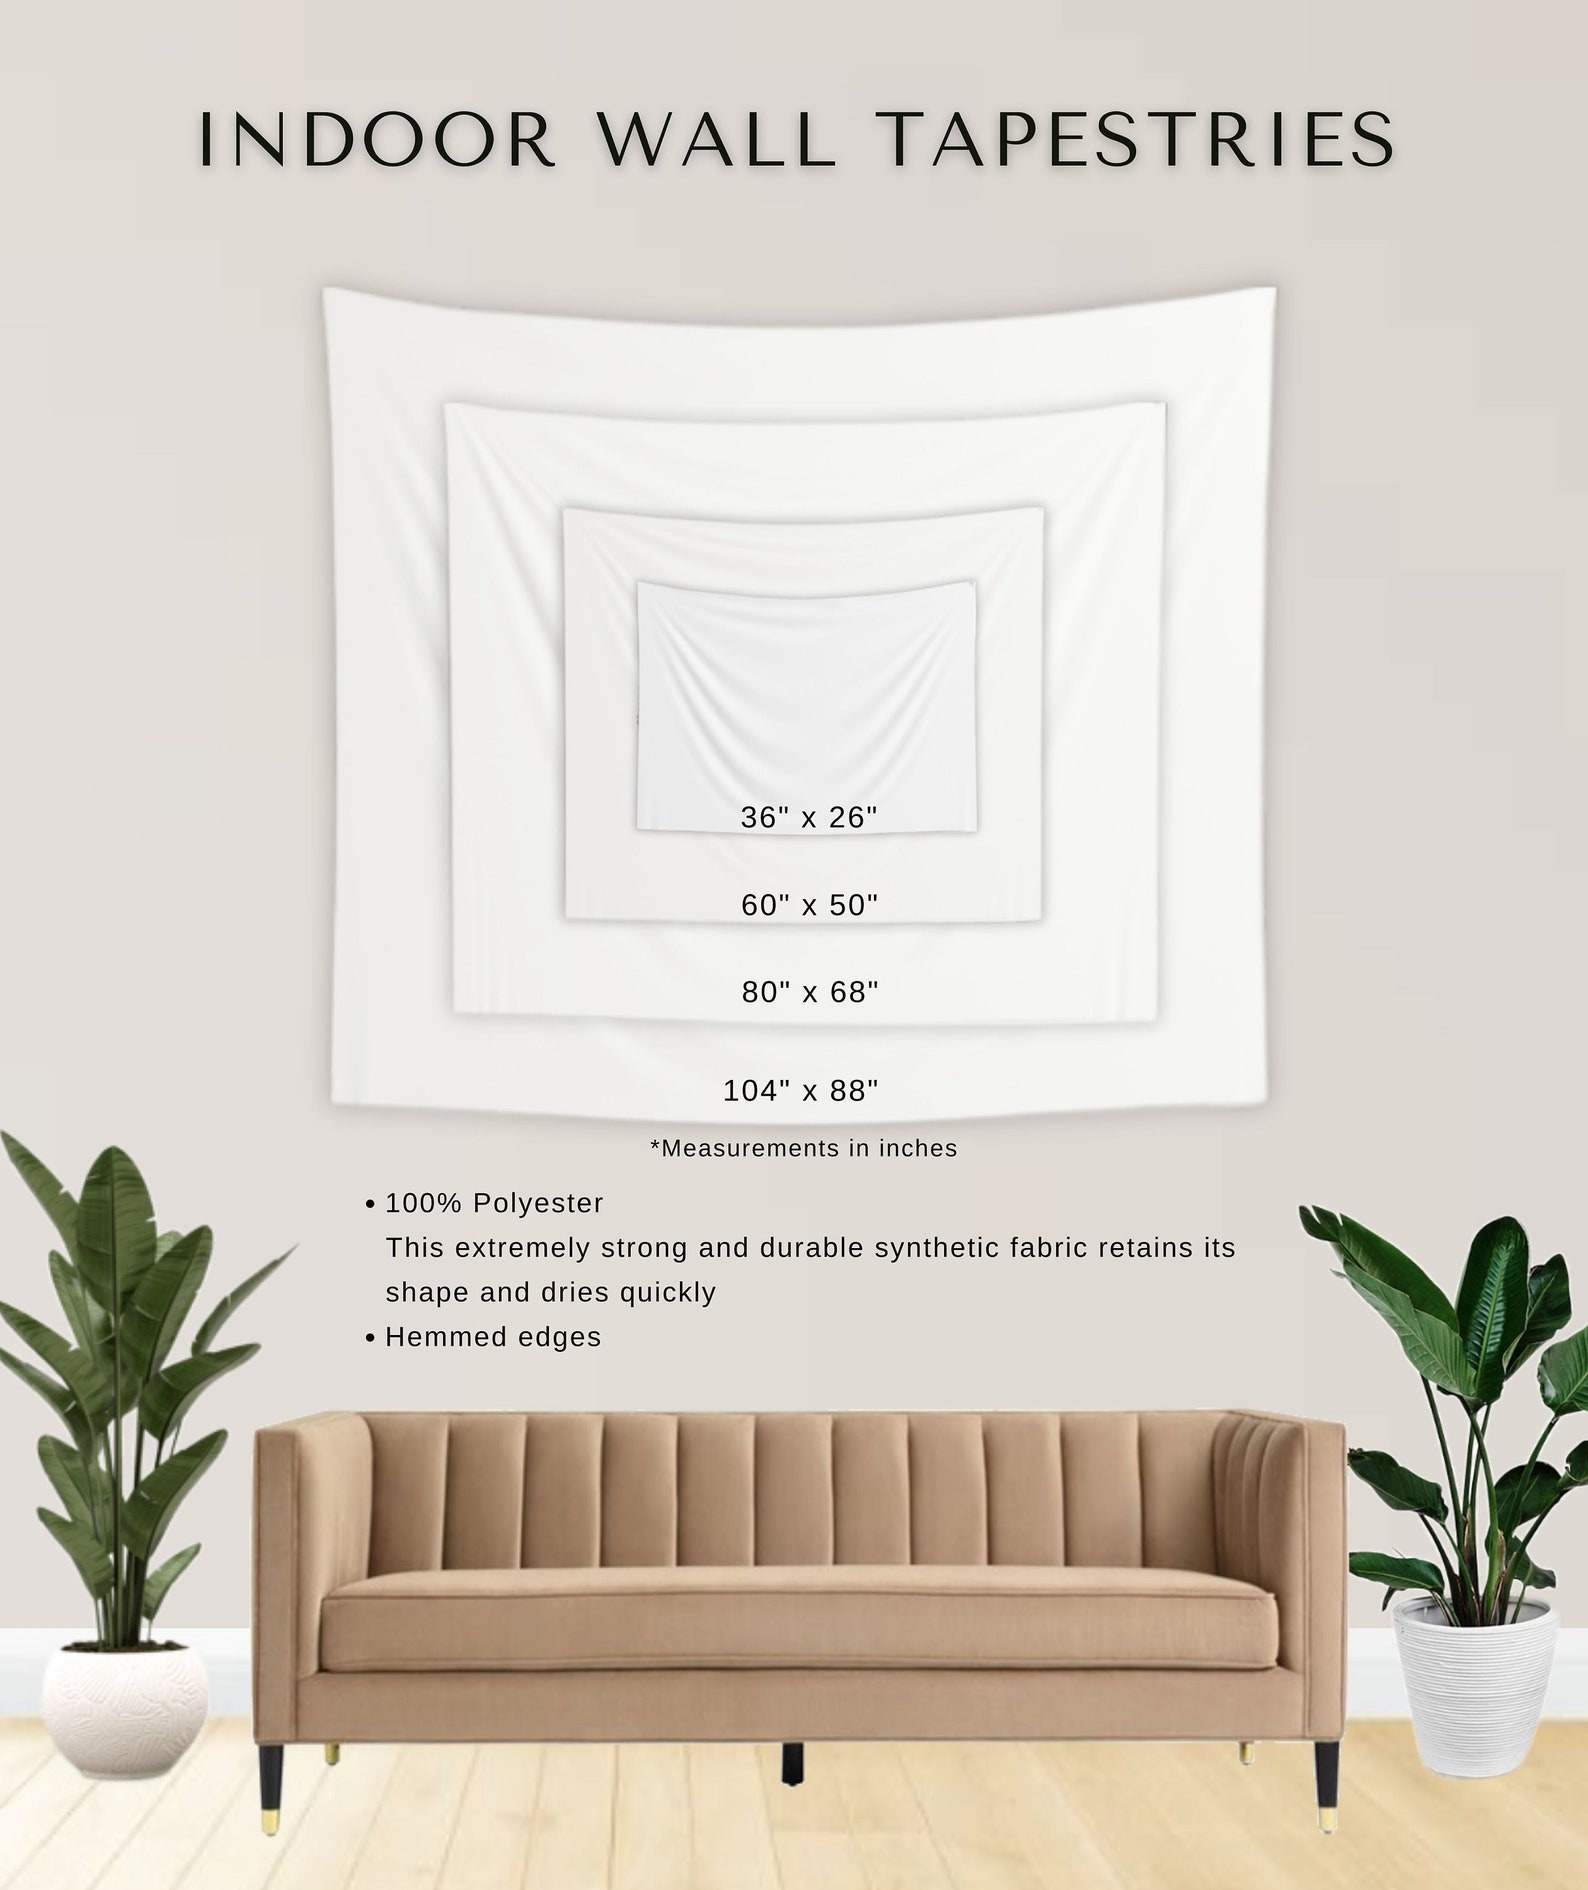 INDOOR WALL TAPESTRIES
36" x 26"
60" x 50"
80" x 68"
104" x 88"
*Measurements in inches
• 100% Polyester
This extremely strong and durable synthetic fabric retains its
shape and dries quickly
• Hemmed edges